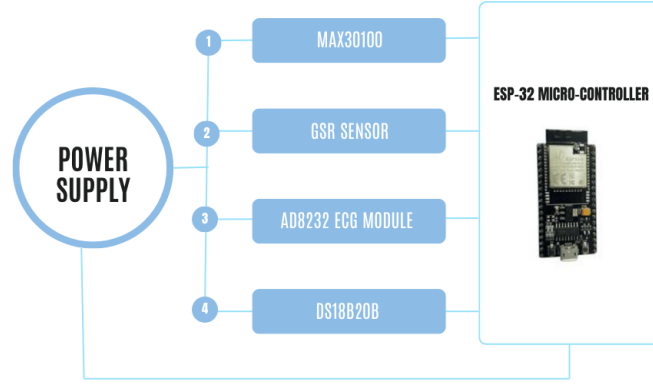 1
MAX30100
ESP-32 MICRO-CONTROLLER
2
GSR SENSOR
POWER
SUPPLY
3
AD8232 ECG MODULE
4
DS18B20B